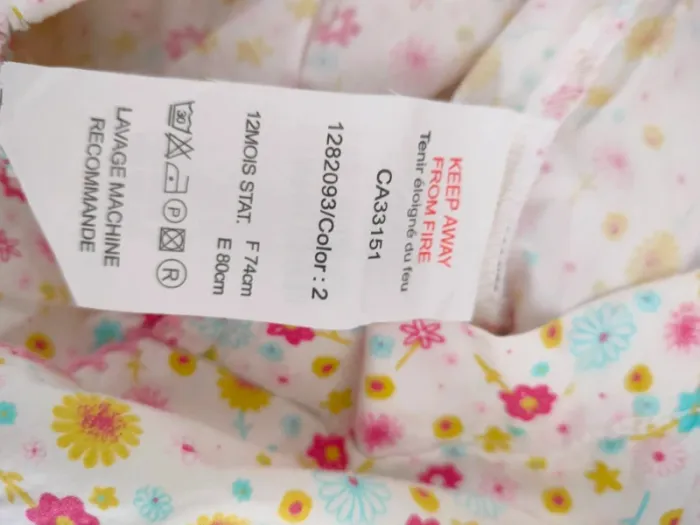 KEEP AWAY
FROM FIRE
Tenir éloigné du feu
CA33151
1282093/Color : 2
12MOIS STAT. F 74cm
E 80cm
30 P R
LAVAGE MACHINE
RECOMMANDE